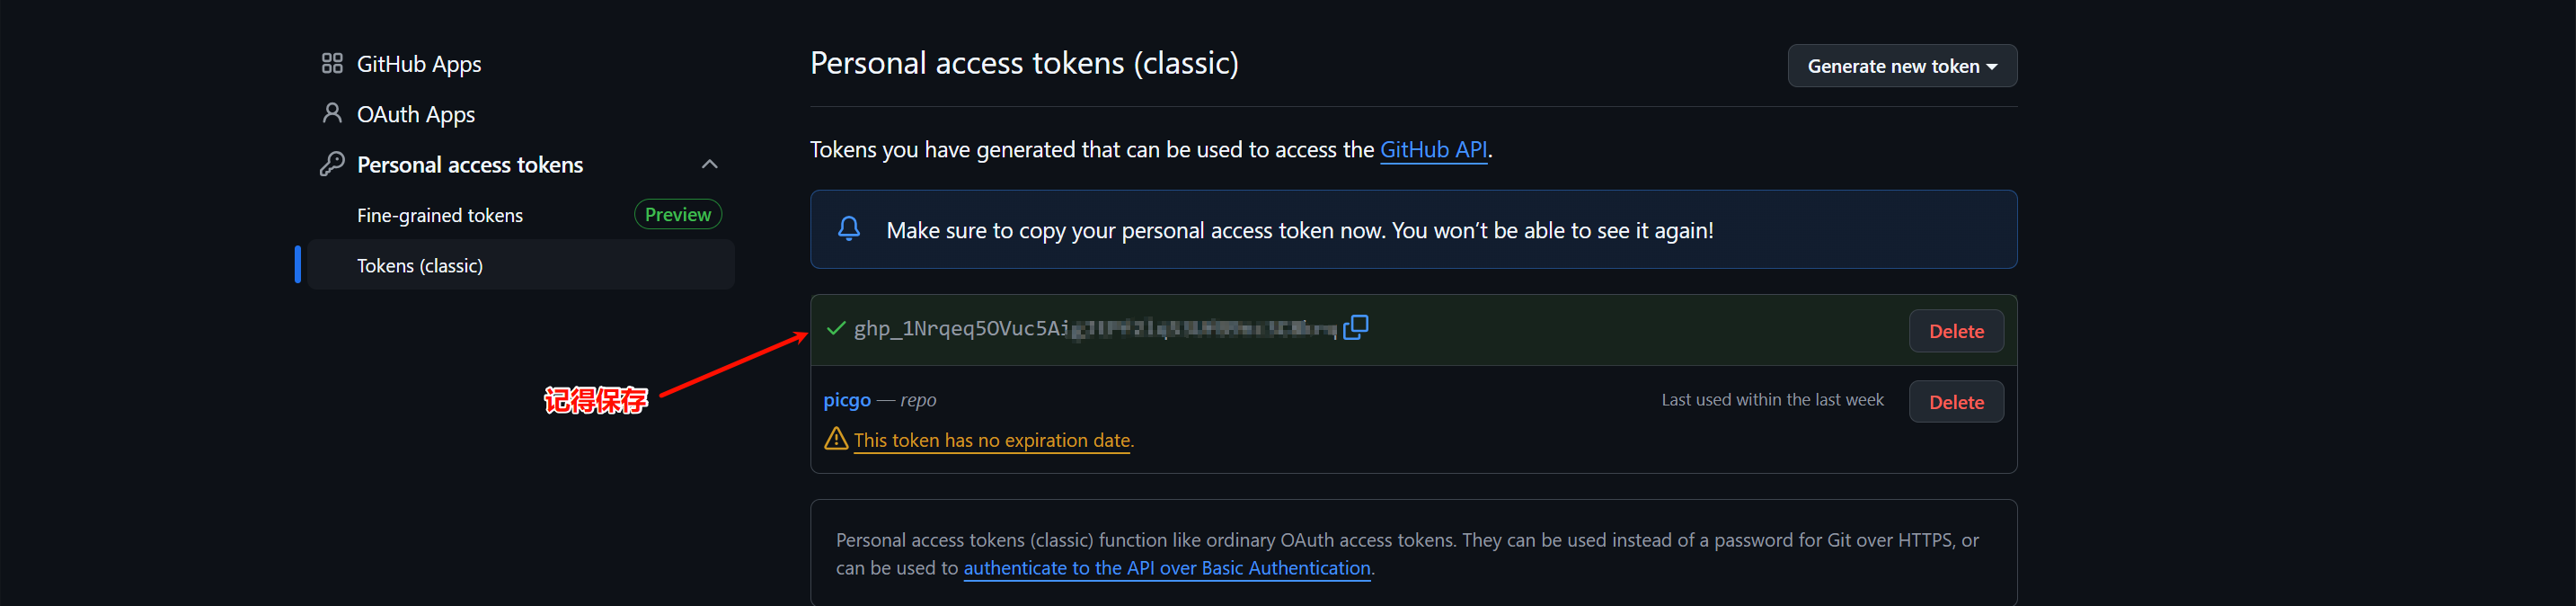 GitHub Apps
OAuth Apps
Personal access tokens
Fine-grained tokens Preview
Tokens (classic)
Personal access tokens (classic)
Generate new token
Tokens you have generated that can be used to access the GitHub API.
Make sure to copy your personal access token now. You won’t be able to see it again!
Delete
记得保存
picgo — repo
Last used within the last week
Delete
This token has no expiration date.
Personal access tokens (classic) function like ordinary OAuth access tokens. They can be used instead of a password for Git over HTTPS, or
can be used to authenticate to the API over Basic Authentication.